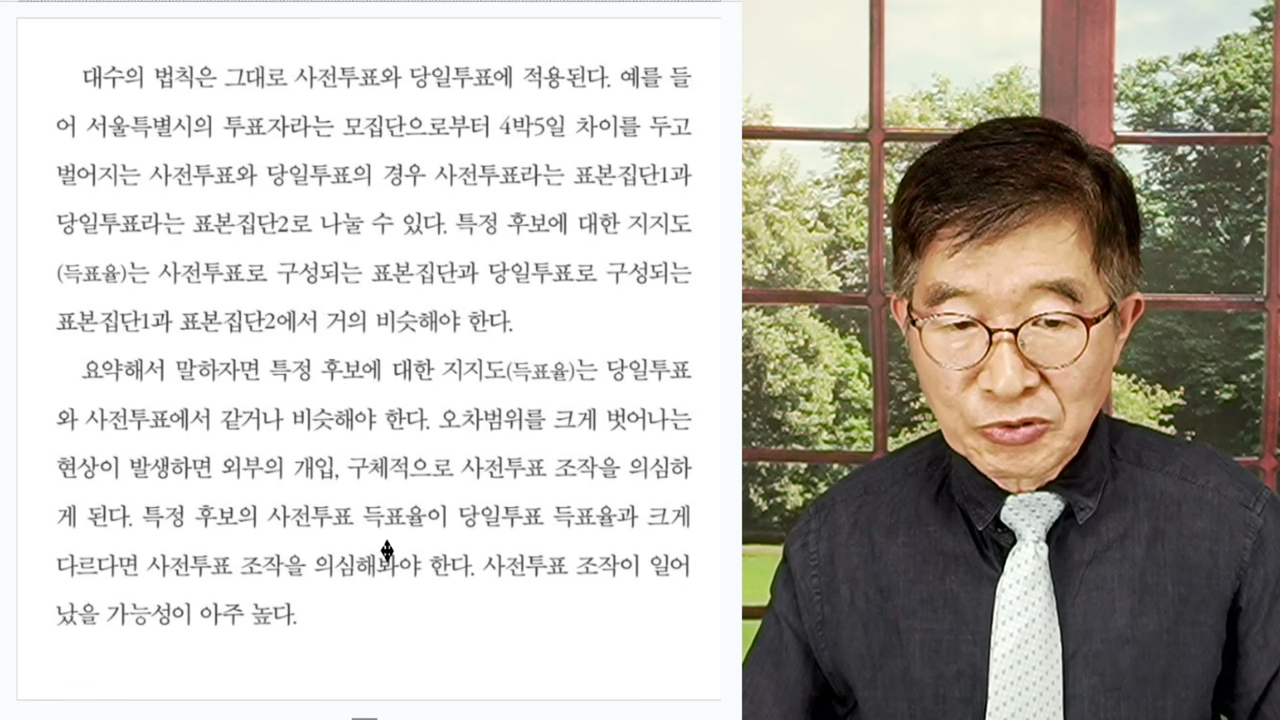 대수의 법칙은 그대로 사전투표와 당일투표에 적용된다. 예를 들
어 서울특별시의 투표자라는 모집단으로부터 4박5일 차이를 두고
벌어지는 사전투표와 당일투표의 경우 사전투표라는 표본집단1과
당일투표라는 표본집단2로 나눌 수 있다. 특정 후보에 대한 지지도
(득표율)는 사전투표로 구성되는 표본집단과 당일투표로 구성되는
표본집단1과 표본집단2에서 거의 비슷해야 한다.
요약해서 말하자면 특정 후보에 대한 지지도(득표율)는 당일투표
와 사전투표에서 같거나 비슷해야 한다. 오차범위를 크게 벗어나는
현상이 발생하면 외부의 개입, 구체적으로 사전투표 조작을 의심하
게 된다. 특정 후보의 사전투표 득표율이 당일투표 득표율과 크게
다르다면 사전투표 조작을 의심해봐야 한다. 사전투표 조작이 일어
났을 가능성이 아주 높다.